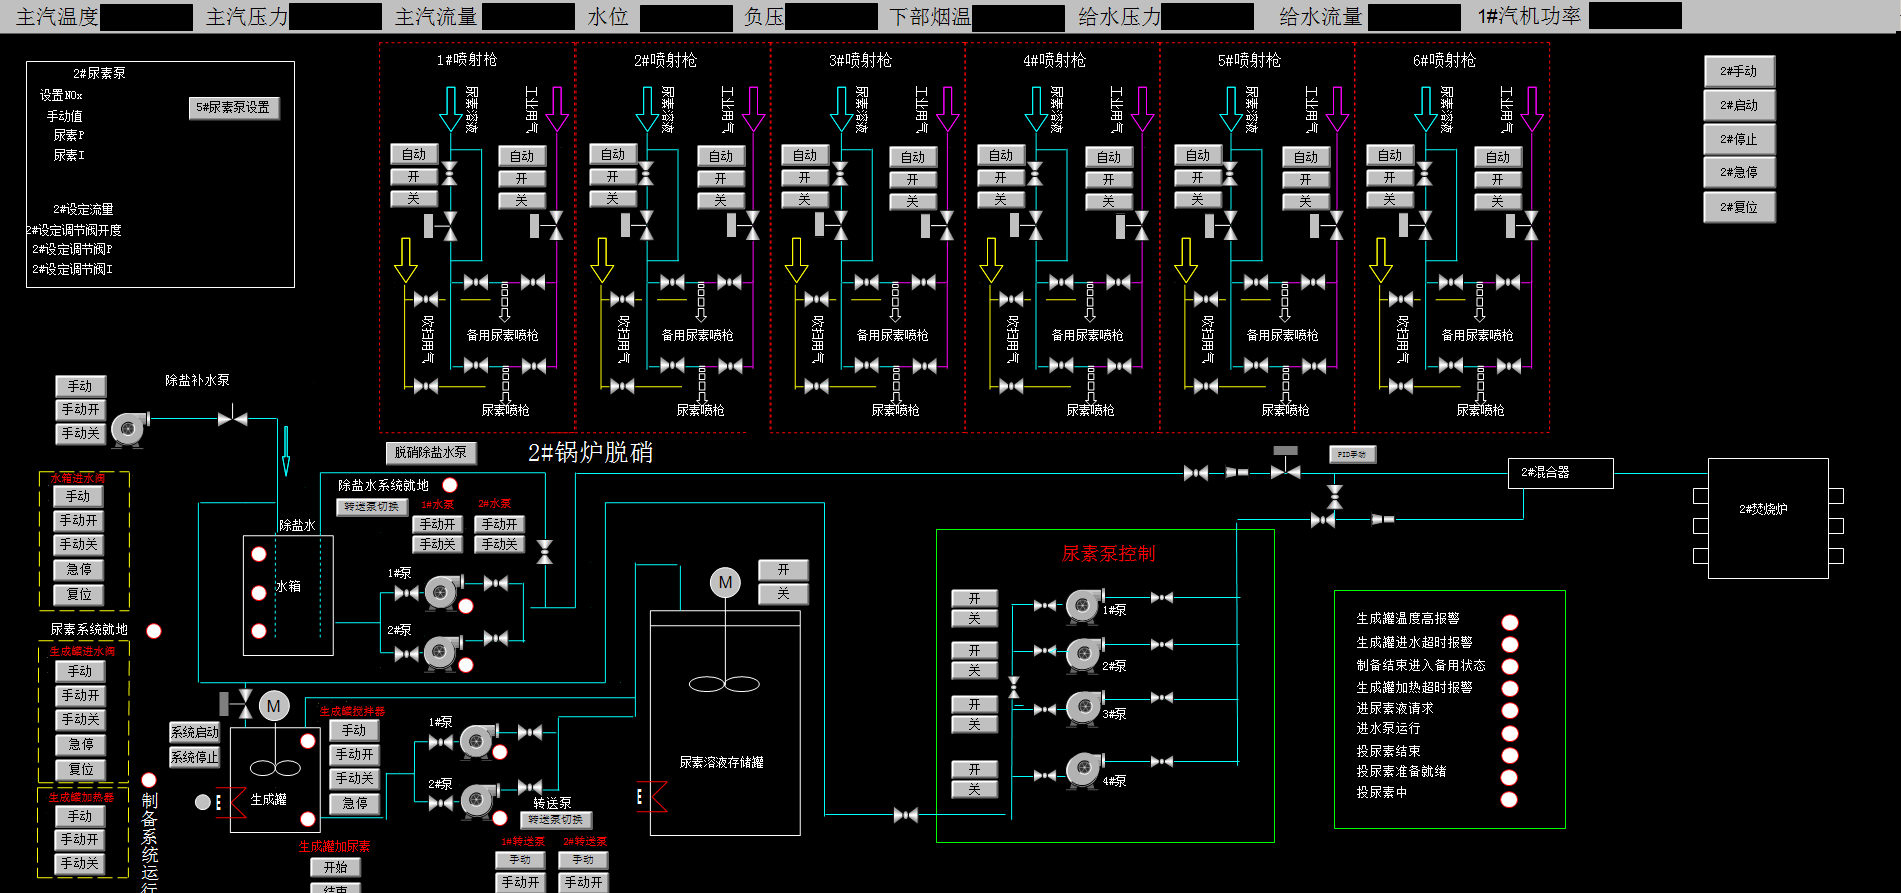 主汽温度 主汽压力 主汽流量 水位 负压 下部烟温 给水压力 给水流量 1#汽机功率
2#尿素泵
设置NOx
5#尿素泵设置
手动值
尿素P
尿素I
2#设定流量
2#设定调节阀开度
2#设定调节阀P
2#设定调节阀I
1#喷射枪
尿素溶液
工业用气
自动
开
关
自动
开
关
吹扫用气
备用尿素喷枪
尿素喷枪
2#喷射枪
尿素溶液
工业用气
自动
开
关
自动
开
关
吹扫用气
备用尿素喷枪
尿素喷枪
3#喷射枪
尿素溶液
工业用气
自动
开
关
自动
开
关
吹扫用气
备用尿素喷枪
尿素喷枪
4#喷射枪
尿素溶液
工业用气
自动
开
关
自动
开
关
吹扫用气
备用尿素喷枪
尿素喷枪
5#喷射枪
尿素溶液
工业用气
自动
开
关
自动
开
关
吹扫用气
备用尿素喷枪
尿素喷枪
6#喷射枪
尿素溶液
工业用气
自动
开
关
自动
开
关
吹扫用气
备用尿素喷枪
尿素喷枪
2#手动
2#启动
2#停止
2#急停
2#复位
除盐补水泵
手动
手动开
手动关
脱硝除盐水泵
2#锅炉脱硝
水箱进水阀
手动
手动开
手动关
急停
复位
除盐水系统就地
转送泵切换
1#水泵
手动开
手动关
2#水泵
手动开
手动关
除盐水
水箱
1#泵
2#泵
尿素系统就地
生成罐进水阀
手动
手动开
手动关
急停
复位
生成罐加热器
手动
手动开
手动关
制备系统运行
系统启动
系统停止
M
E
生成罐
生成罐搅拌器
手动
手动开
手动关
急停
生成罐加尿素
开始
结束
1#泵
2#泵
转送泵
转送泵切换
1#转送泵
手动
手动开
2#转送泵
手动
手动开
M
开
关
尿素溶液存储罐
E
尿素泵控制
开
关
1#泵
开
关
2#泵
开
关
3#泵
开
关
4#泵
PID手动
2#混合器
2#焚烧炉
生成罐温度高报警
生成罐进水超时报警
制备结束进入备用状态
生成罐加热超时报警
进尿素液请求
进水泵运行
投尿素结束
投尿素准备就绪
投尿素中